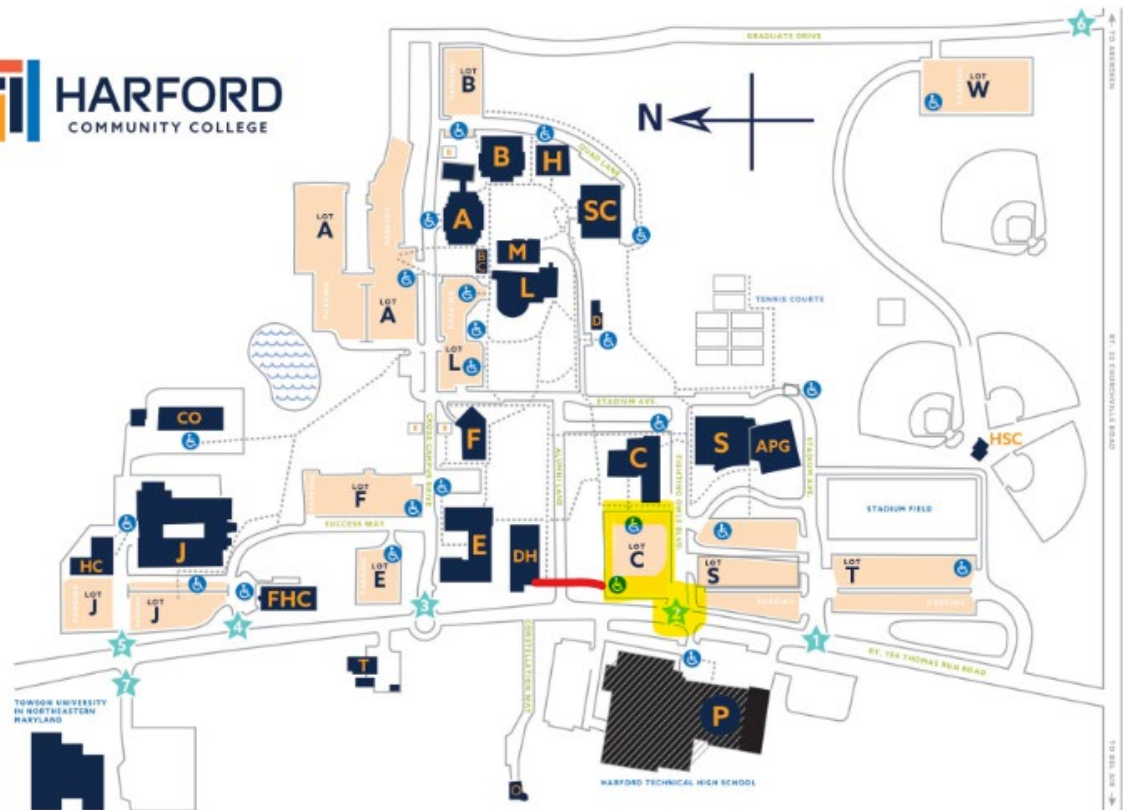 HARFORD
COMMUNITY COLLEGE
GRADUATE DRIVE
6
TO ABERDEEN
LOT
B
LOT
W
N
B
H
QUAD LANE
A
SC
LOT
A
M
L
LOT
A
D
TENNIS COURTS
RT. 22 CHURCHVILLE ROAD
LOT
L
STADIUM AVE.
CO
F
CROSS CAMPUS DRIVE
ALUMNI LANE
C
FIGHTING OWLS BLVD.
S
APG
STADIUM AVE.
HSC
LOT
F
SUCCESS WAY
J
E
DH
LOT
C
STADIUM FIELD
HC
LOT
E
LOT
S
LOT
T
LOT
J
LOT
J
FHC
PARKING
PARKING
3
2
4
5
1
RT. 154 THOMAS RUN ROAD
7
T
CONSTELLATION WAY
P
TOWSON UNIVERSITY
IN NORTHEASTERN
MARYLAND
HARFORD TECHNICAL HIGH SCHOOL
O
TO BEL AIR